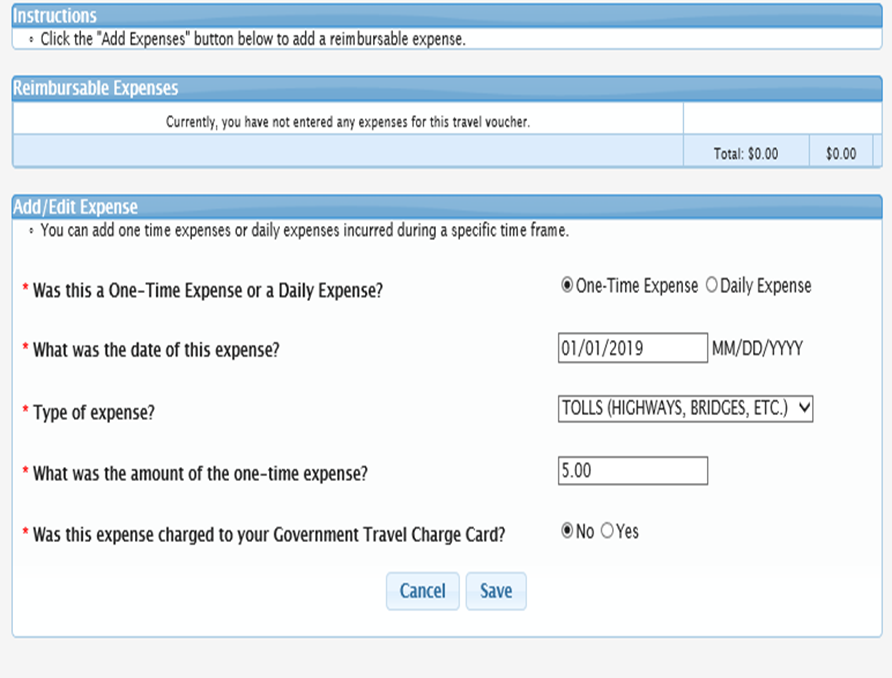 Instructions
◦ Click the "Add Expenses" button below to add a reimbursable expense.
Reimbursable Expenses
Currently, you have not entered any expenses for this travel voucher.
Total: $0.00 $0.00
Add/Edit Expense
◦ You can add one time expenses or daily expenses incurred during a specific time frame.
* Was this a One-Time Expense or a Daily Expense? One-Time Expense Daily Expense
* What was the date of this expense? 01/01/2019 MM/DD/YYYY
* Type of expense? TOLLS (HIGHWAYS, BRIDGES, ETC.)
* What was the amount of the one-time expense? 5.00
* Was this expense charged to your Government Travel Charge Card? No Yes
Cancel Save